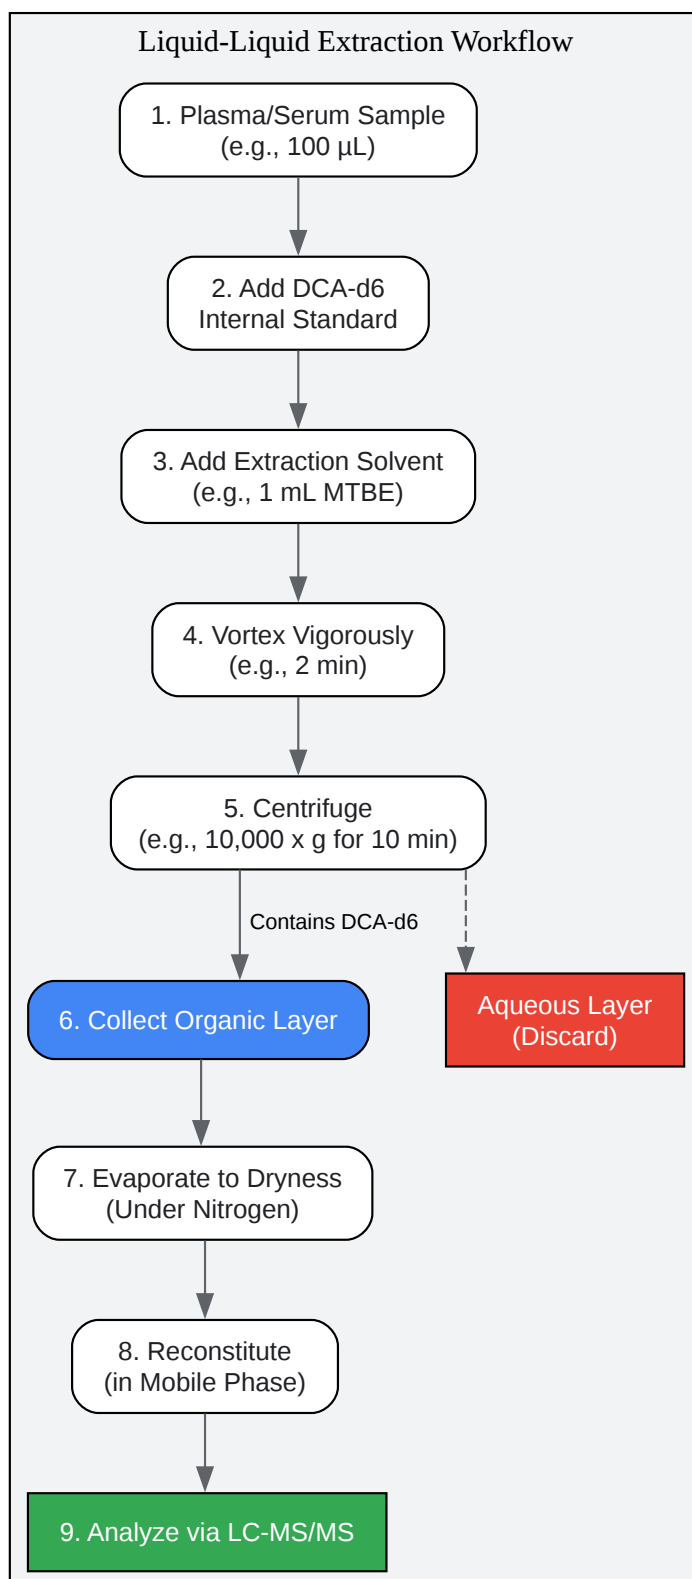 Liquid-Liquid Extraction Workflow
1. Plasma/Serum Sample
(e.g., 100 µL)
2. Add DCA-d6
Internal Standard
3. Add Extraction Solvent
(e.g., 1 mL MTBE)
4. Vortex Vigorously
(e.g., 2 min)
5. Centrifuge
(e.g., 10,000 x g for 10 min)
Contains DCA-d6
6. Collect Organic Layer
Aqueous Layer
(Discard)
7. Evaporate to Dryness
(Under Nitrogen)
8. Reconstitute
(in Mobile Phase)
9. Analyze via LC-MS/MS